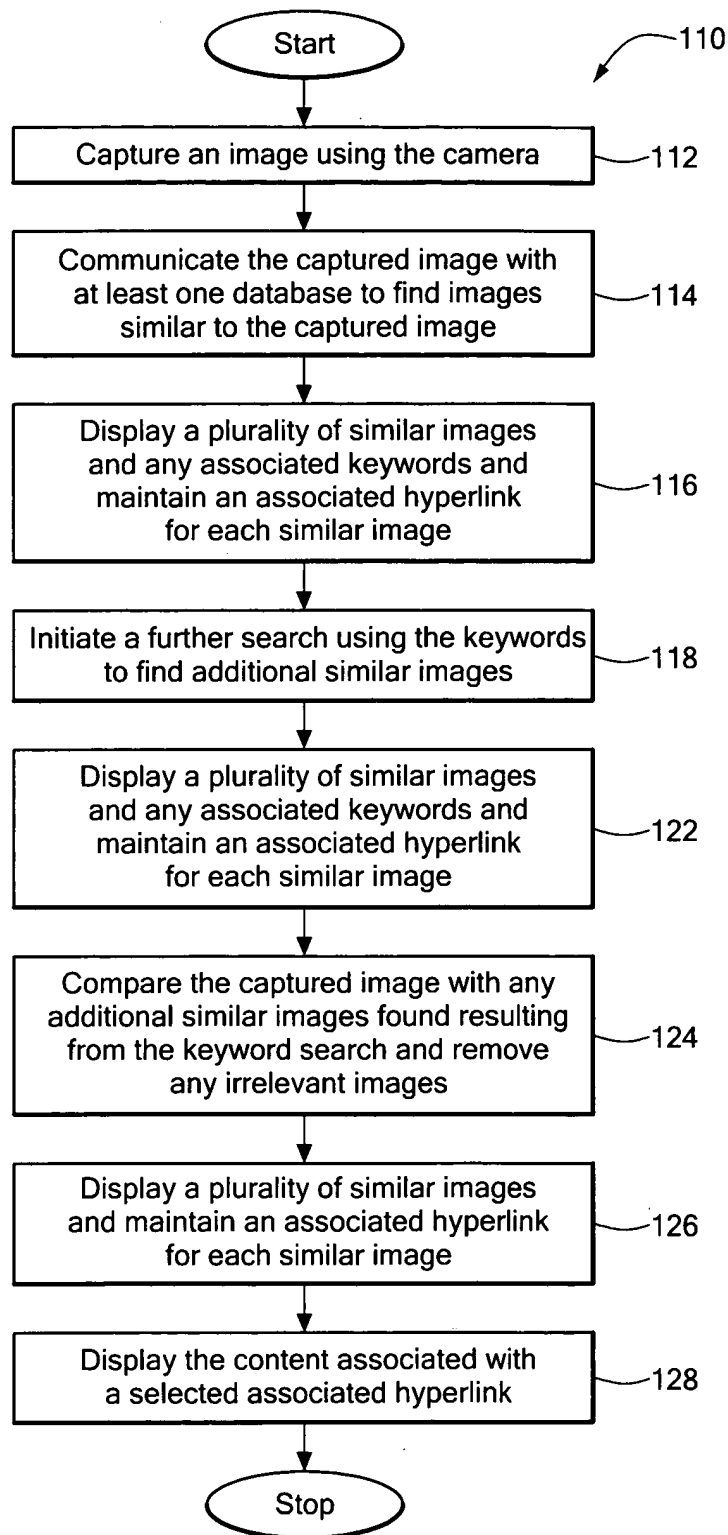 Start
110
Capture an image using the camera
112
Communicate the captured image with
at least one database to find images
similar to the captured image
114
Display a plurality of similar images
and any associated keywords and
maintain an associated hyperlink
for each similar image
116
Initiate a further search using the keywords
to find additional similar images
118
Display a plurality of similar images
and any associated keywords and
maintain an associated hyperlink
for each similar image
122
Compare the captured image with any
additional similar images found resulting
from the keyword search and remove
any irrelevant images
124
Display a plurality of similar images
and maintain an associated hyperlink
for each similar image
126
Display the content associated with
a selected associated hyperlink
128
Stop